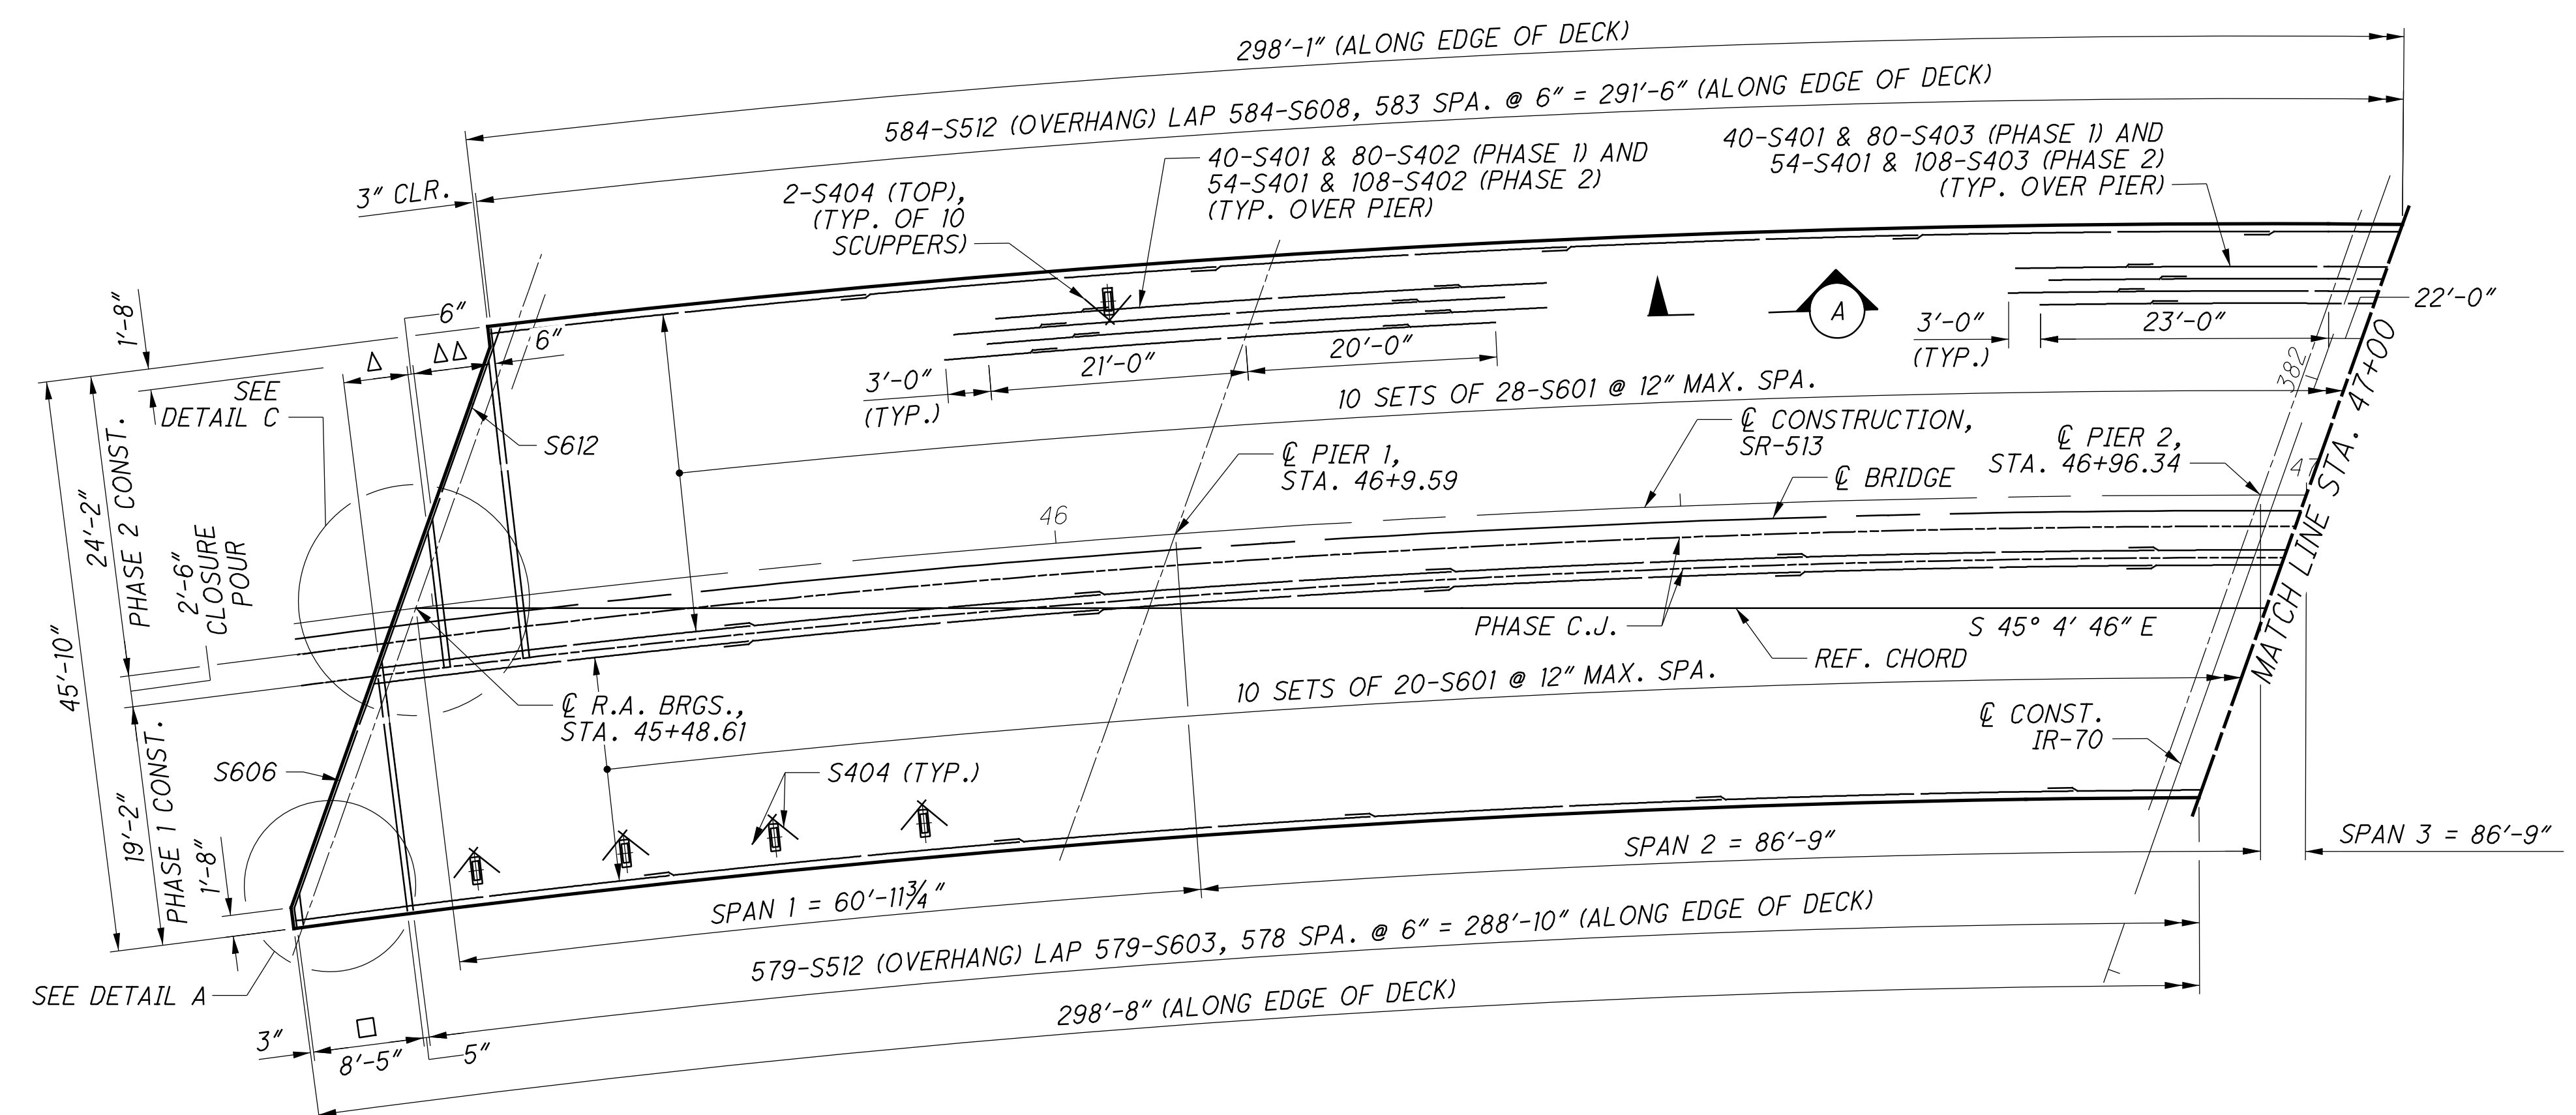 298'-1" (ALONG EDGE OF DECK)
584-S512 (OVERHANG) LAP 584-S608, 583 SPA. @ 6" = 291'-6" (ALONG EDGE OF DECK)
3" CLR.
2-S404 (TOP),
(TYP. OF 10
SCUPPERS)
40-S401 & 80-S402 (PHASE 1) AND
54-S401 & 108-S402 (PHASE 2)
(TYP. OVER PIER)
40-S401 & 80-S403 (PHASE 1) AND
54-S401 & 108-S403 (PHASE 2)
(TYP. OVER PIER)
1'-8"
6"
Δ
ΔΔ
6"
A
22'-0"
3'-0"
(TYP.)
23'-0"
3'-0"
(TYP.)
21'-0"
20'-0"
382
SEE
DETAIL C
S612
10 SETS OF 28-S601 @ 12" MAX. SPA.
℄ CONSTRUCTION,
SR-513
℄ PIER 1,
STA. 46+9.59
℄ PIER 2,
STA. 46+96.34
℄ BRIDGE
46
47
MATCH LINE STA. 47+00
45'-10"
24'-2"
PHASE 2 CONST.
2'-6"
CLOSURE
POUR
PHASE C.J.
S 45° 4' 46" E
REF. CHORD
10 SETS OF 20-S601 @ 12" MAX. SPA.
℄ R.A. BRGS.,
STA. 45+48.61
℄ CONST.
IR-70
19'-2"
PHASE 1 CONST.
1'-8"
S606
S404 (TYP.)
SPAN 1 = 60'-11¾"
SPAN 2 = 86'-9"
SPAN 3 = 86'-9"
579-S512 (OVERHANG) LAP 579-S603, 578 SPA. @ 6" = 288'-10" (ALONG EDGE OF DECK)
298'-8" (ALONG EDGE OF DECK)
SEE DETAIL A
3"
□
8'-5"
5"